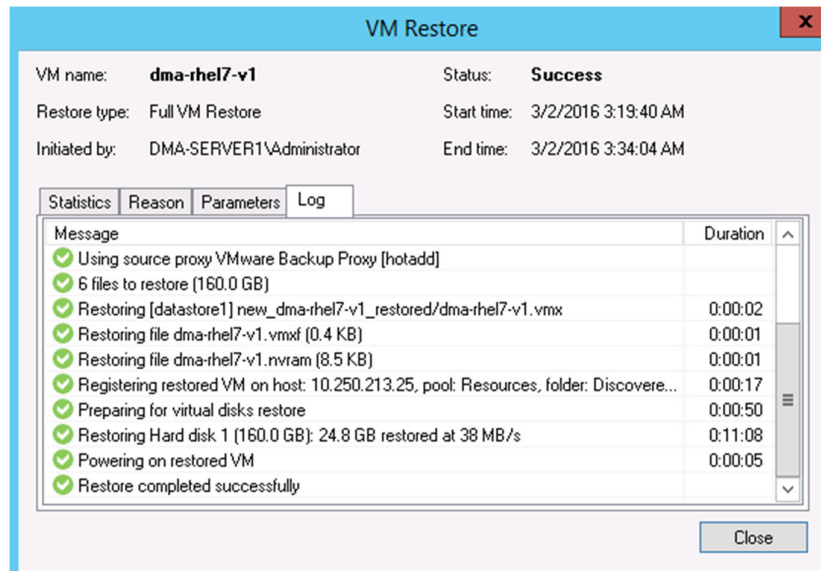 VM Restore
x
VM name: dma-rhel7-v1 Status: Success
Restore type: Full VM Restore Start time: 3/2/2016 3:19:40 AM
Initiated by: DMA-SERVER1\Administrator End time: 3/2/2016 3:34:04 AM
Statistics Reason Parameters Log
Message Duration
Using source proxy VMware Backup Proxy [hotadd]
6 files to restore (160.0 GB)
Restoring [datastore1] new_dma-rhel7-v1_restored/dma-rhel7-v1.vmx 0:00:02
Restoring file dma-rhel7-v1.vmxf (0.4 KB) 0:00:01
Restoring file dma-rhel7-v1.nvram (8.5 KB) 0:00:01
Registering restored VM on host: 10.250.213.25, pool: Resources, folder: Discovere... 0:00:17
Preparing for virtual disks restore 0:00:50
Restoring Hard disk 1 (160.0 GB): 24.8 GB restored at 38 MB/s 0:11:08
Powering on restored VM 0:00:05
Restore completed successfully
Close